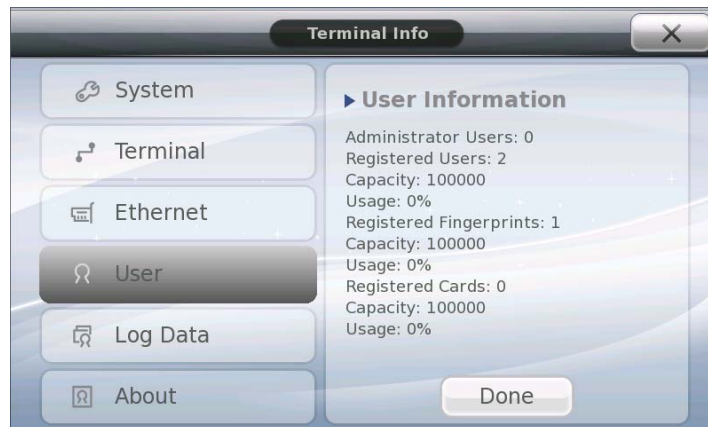 Terminal Info
System
Terminal
Ethernet
User
Log Data
About
User Information
Administrator Users: 0
Registered Users: 2
Capacity: 100000
Usage: 0%
Registered Fingerprints: 1
Capacity: 100000
Usage: 0%
Registered Cards: 0
Capacity: 100000
Usage: 0%
Done